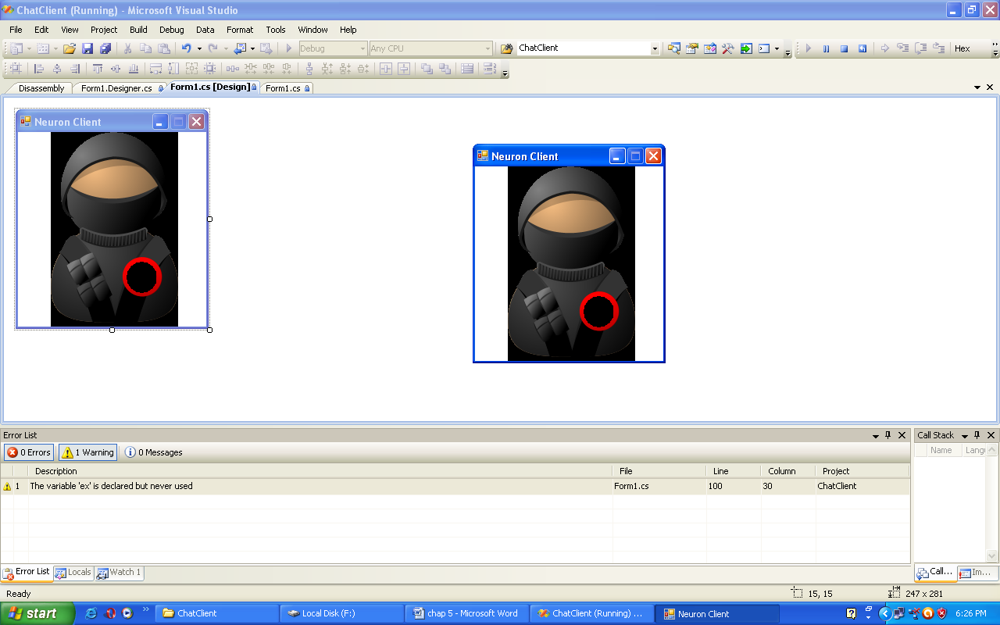 ChatClient (Running) - Microsoft Visual Studio
File Edit View Project Build Debug Data Format Tools Window Help
Debug Any CPU ChatClient Hex
Disassembly Form1.Designer.cs Form1.cs [Design] Form1.cs
Neuron Client
Neuron Client
Error List
0 Errors 1 Warning 0 Messages
Description File Line Column Project
1 The variable 'ex' is declared but never used Form1.cs 100 30 ChatClient
Call Stack
Name Langu
Error List Locals Watch 1
Call... Im...
Ready 15, 15 247 x 281
start ChatClient Local Disk (F:) chap 5 - Microsoft Word ChatClient (Running) ... Neuron Client 6:26 PM